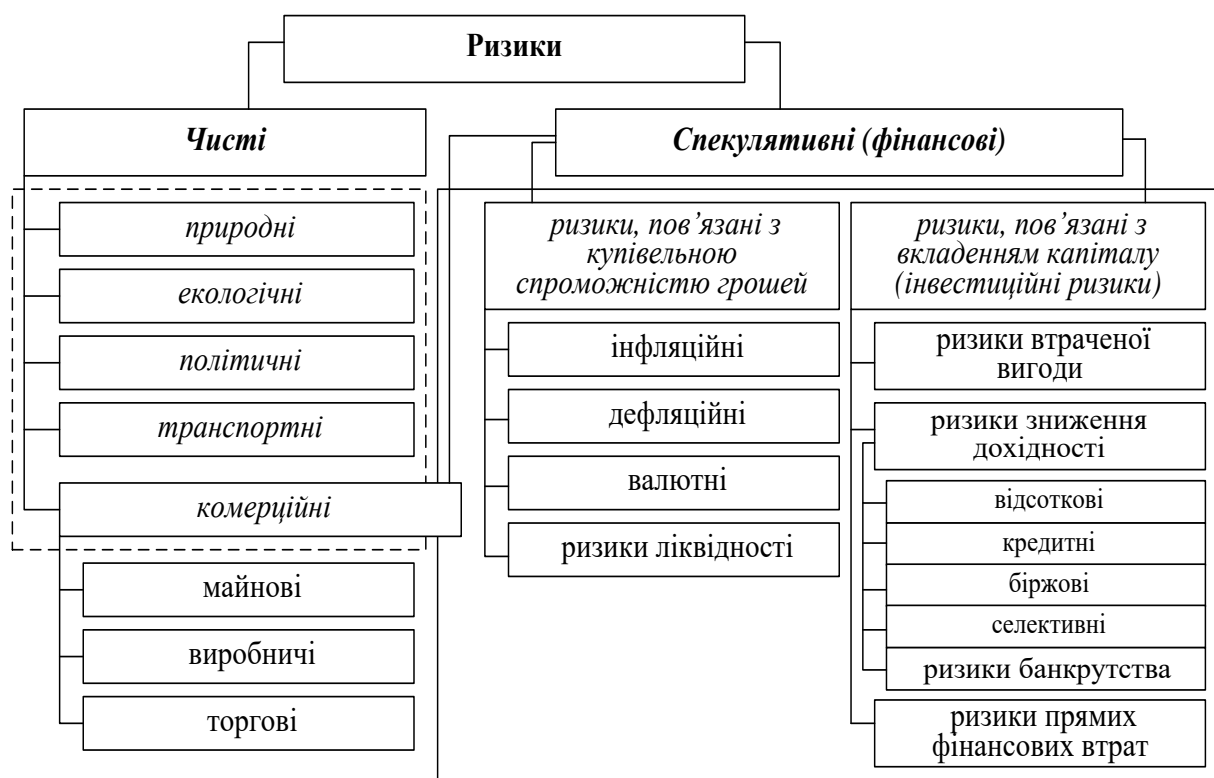 Ризики
Чисті
природні
екологічні
політичні
транспортні
комерційні
майнові
виробничі
торгові
Спекулятивні (фінансові)
ризики, пов’язані з
купівельною
спроможністю грошей
інфляційні
дефляційні
валютні
ризики ліквідності
ризики, пов’язані з
вкладенням капіталу
(інвестиційні ризики)
ризики втраченої
вигоди
ризики зниження
дохідності
відсоткові
кредитні
біржові
селективні
ризики банкрутства
ризики прямих
фінансових втрат